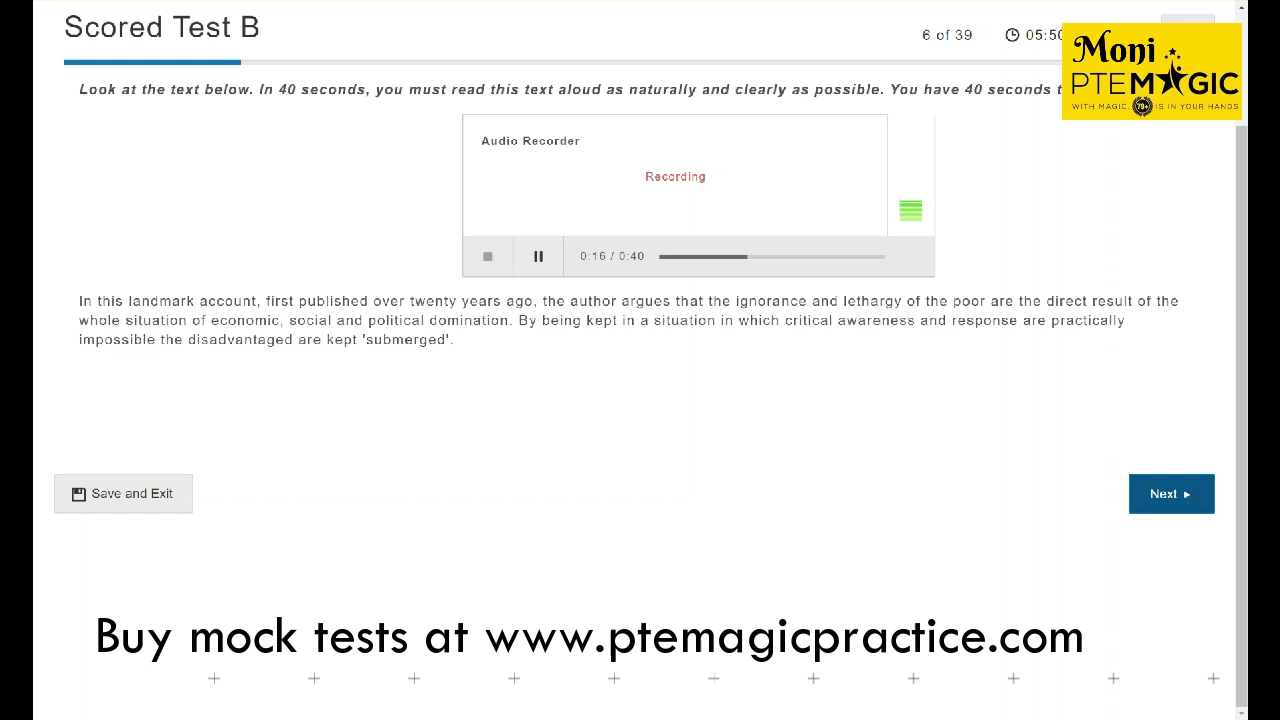 Scored Test B
6 of 39
05:50
Moni
PTEMAGIC
WITH MAGIC, 79+ IS IN YOUR HANDS
Look at the text below. In 40 seconds, you must read this text aloud as naturally and clearly as possible. You have 40 seconds
Audio Recorder
Recording
0:16 / 0:40
In this landmark account, first published over twenty years ago, the author argues that the ignorance and lethargy of the poor are the direct result of the
whole situation of economic, social and political domination. By being kept in a situation in which critical awareness and response are practically
impossible the disadvantaged are kept 'submerged'.
Save and Exit
Next
Buy mock tests at www.ptemagicpractice.com